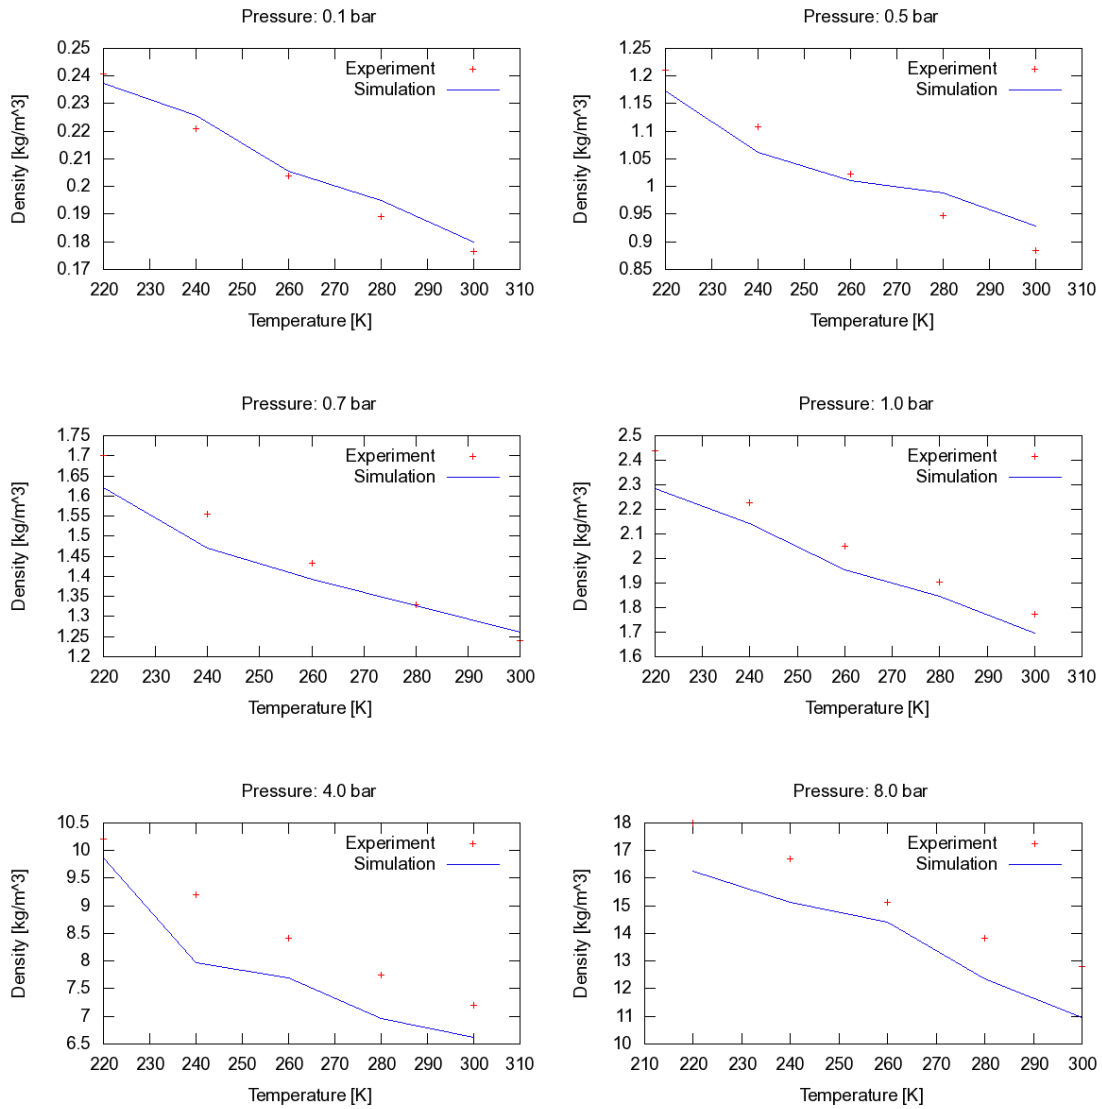 Pressure: 0.1 bar
0.25
0.24
0.23
0.22
0.21
0.2
0.19
0.18
0.17
Density [kg/m^3]
Experiment
Simulation
220 230 240 250 260 270 280 290 300 310
Temperature [K]
Pressure: 0.5 bar
1.25
1.2
1.15
1.1
1.05
1
0.95
0.9
0.85
Density [kg/m^3]
Experiment
Simulation
220 230 240 250 260 270 280 290 300 310
Temperature [K]
Pressure: 0.7 bar
1.75
1.7
1.65
1.6
1.55
1.5
1.45
1.4
1.35
1.3
1.25
1.2
Density [kg/m^3]
Experiment
Simulation
220 230 240 250 260 270 280 290 300
Temperature [K]
Pressure: 1.0 bar
2.5
2.4
2.3
2.2
2.1
2
1.9
1.8
1.7
1.6
Density [kg/m^3]
Experiment
Simulation
220 230 240 250 260 270 280 290 300 310
Temperature [K]
Pressure: 4.0 bar
10.5
10
9.5
9
8.5
8
7.5
7
6.5
Density [kg/m^3]
Experiment
Simulation
220 230 240 250 260 270 280 290 300 310
Temperature [K]
Pressure: 8.0 bar
18
17
16
15
14
13
12
11
10
Density [kg/m^3]
Experiment
Simulation
210 220 230 240 250 260 270 280 290 300
Temperature [K]